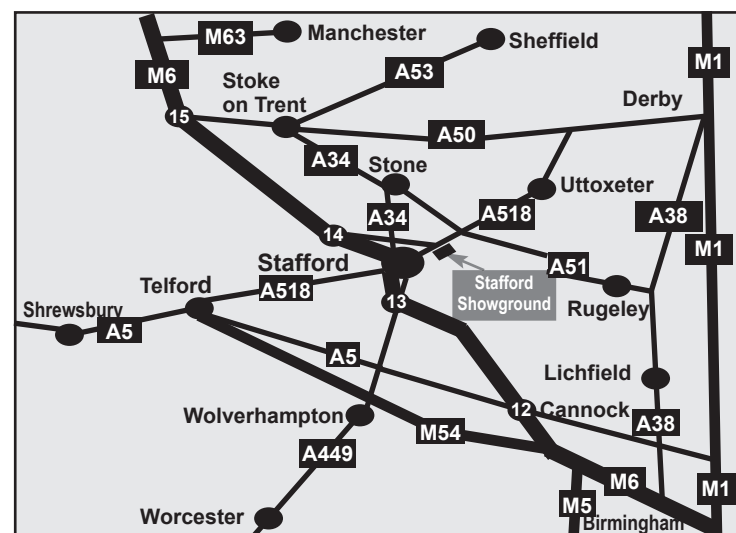 M63
Manchester
Sheffield
M6
M1
A53
Stoke
on Trent
Derby
15
A50
A34
Stone
Uttoxeter
A34
A518
A38
14
M1
Stafford
A51
Stafford
Showground
Telford
A518
13
Rugeley
Shrewsbury
A5
A5
Lichfield
12
Cannock
Wolverhampton
A38
M54
A449
M6
M1
M5
Worcester
Birmingham